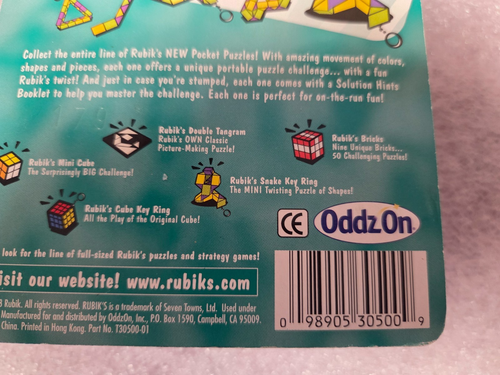 Collect the entire line of Rubik's NEW Pocket Puzzles! With amazing movement of colors,
shapes and pieces, each one offers a unique portable puzzle challenge... with a fun
Rubik's twist! And just in case you're stumped, each one comes with a Solution Hints
Booklet to help you master the challenge. Each one is perfect for on-the-run fun!
Rubik's Double Tangram
Rubik's OWN Classic
Picture-Making Puzzle!
Rubik's Bricks
Nine Unique Bricks...
50 Challenging Puzzles!
Rubik's Mini Cube
The Surprisingly BIG Challenge!
Rubik's Snake Key Ring
The MINI Twisting Puzzle of Shapes!
Rubik's Cube Key Ring
All the Play of the Original Cube!
CE
OddzOn
look for the line of full-sized Rubik's puzzles and strategy games!
isit our website! www.rubiks.com
Rubik. All rights reserved. RUBIK'S is a trademark of Seven Towns, Ltd. Used under
Manufactured for and distributed by OddzOn, Inc., P.O. Box 1590, Campbell, CA 95009.
China. Printed in Hong Kong. Part No. T30500-01
0 98905 30500 9